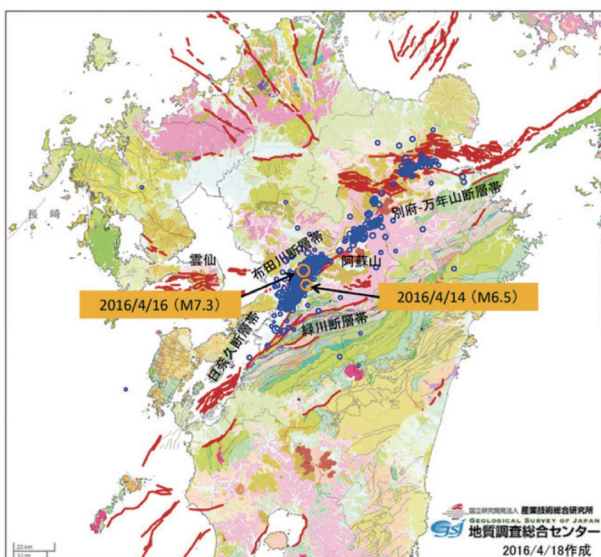 別府-万年山断層帯
布田川断層帯
雲仙
阿蘇山
長崎
2016/4/16（M7.3）
2016/4/14（M6.5）
緑川断層帯
日奈久断層帯
国立研究開発法人 産業技術総合研究所
GEOLOGICAL SURVEY OF JAPAN
地質調査総合センター
2016/4/18作成
20 km